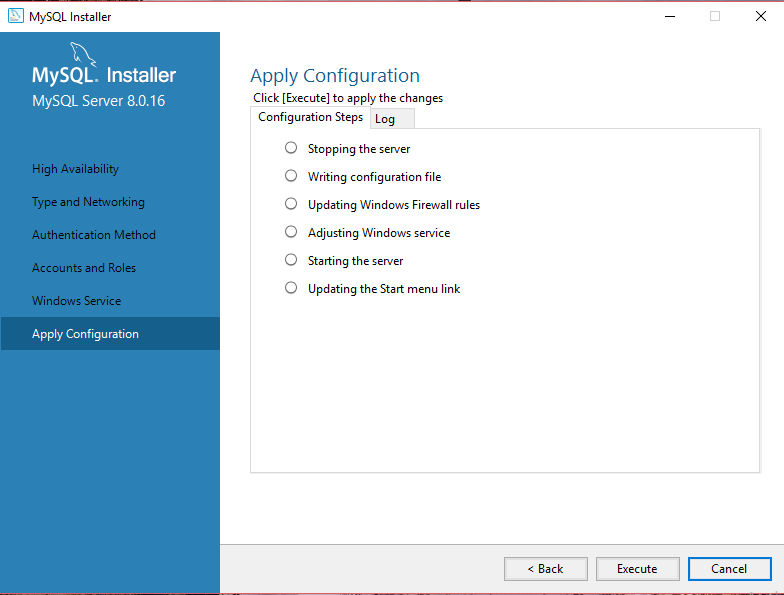 MySQL Installer
MySQL. Installer
MySQL Server 8.0.16
High Availability
Type and Networking
Authentication Method
Accounts and Roles
Windows Service
Apply Configuration
Apply Configuration
Click [Execute] to apply the changes
Configuration Steps
Log
Stopping the server
Writing configuration file
Updating Windows Firewall rules
Adjusting Windows service
Starting the server
Updating the Start menu link
< Back
Execute
Cancel